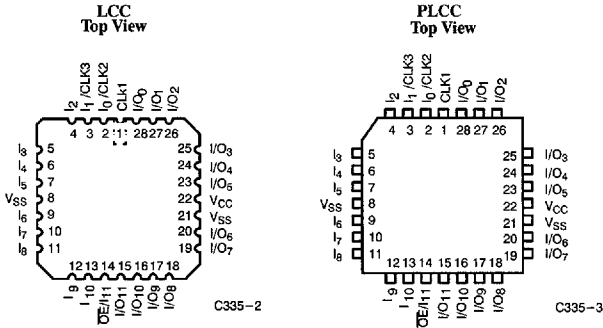 LCC
Top View
I2 I1/CLK3 I0/CLK2 CLK1 I/O0 I/O1 I/O2
4 3 2 1 28 27 26
I3 5 25 I/O3
I4 6 24 I/O4
I5 7 23 I/O5
VSS 8 22 VCC
I6 9 21 VSS
I7 10 20 I/O6
I8 11 19 I/O7
12 13 14 15 16 17 18
I9 I10 OE/I11 I/O11 I/O10 I/O9 I/O8
C335-2
PLCC
Top View
I2 I1/CLK3 I0/CLK2 CLK1 I/O0 I/O1 I/O2
4 3 2 1 28 27 26
I3 5 25 I/O3
I4 6 24 I/O4
I5 7 23 I/O5
VSS 8 22 VCC
I6 9 21 VSS
I7 10 20 I/O6
I8 11 19 I/O7
12 13 14 15 16 17 18
I9 I10 OE/I11 I/O11 I/O10 I/O9 I/O8
C335-3